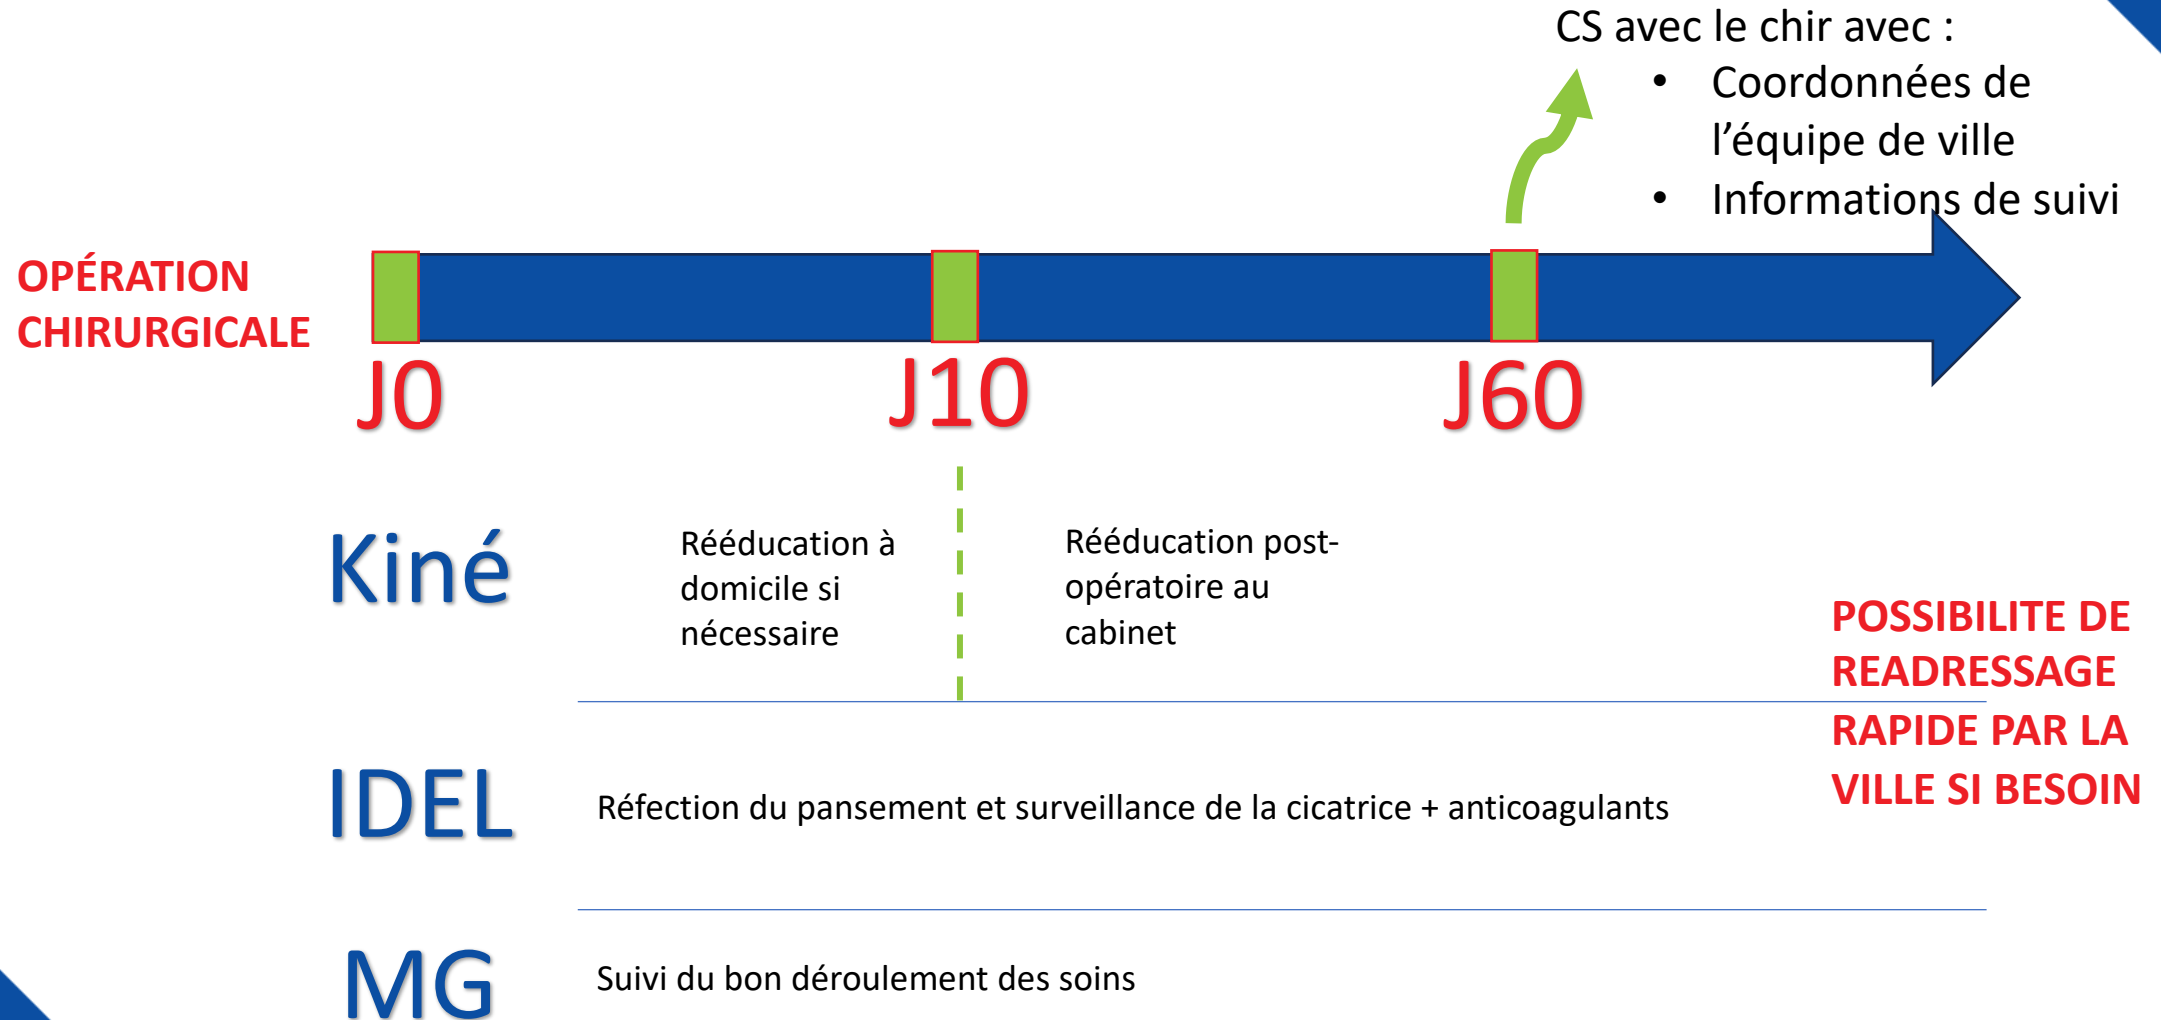 CS avec le chir avec :
• Coordonnées de
l’équipe de ville
• Informations de suivi
OPÉRATION
CHIRURGICALE
J0
J10
J60
Kiné
Rééducation à
domicile si
nécessaire
Rééducation post-
opératoire au
cabinet
POSSIBILITE DE
READRESSAGE
RAPIDE PAR LA
VILLE SI BESOIN
IDEL
Réfection du pansement et surveillance de la cicatrice + anticoagulants
MG
Suivi du bon déroulement des soins